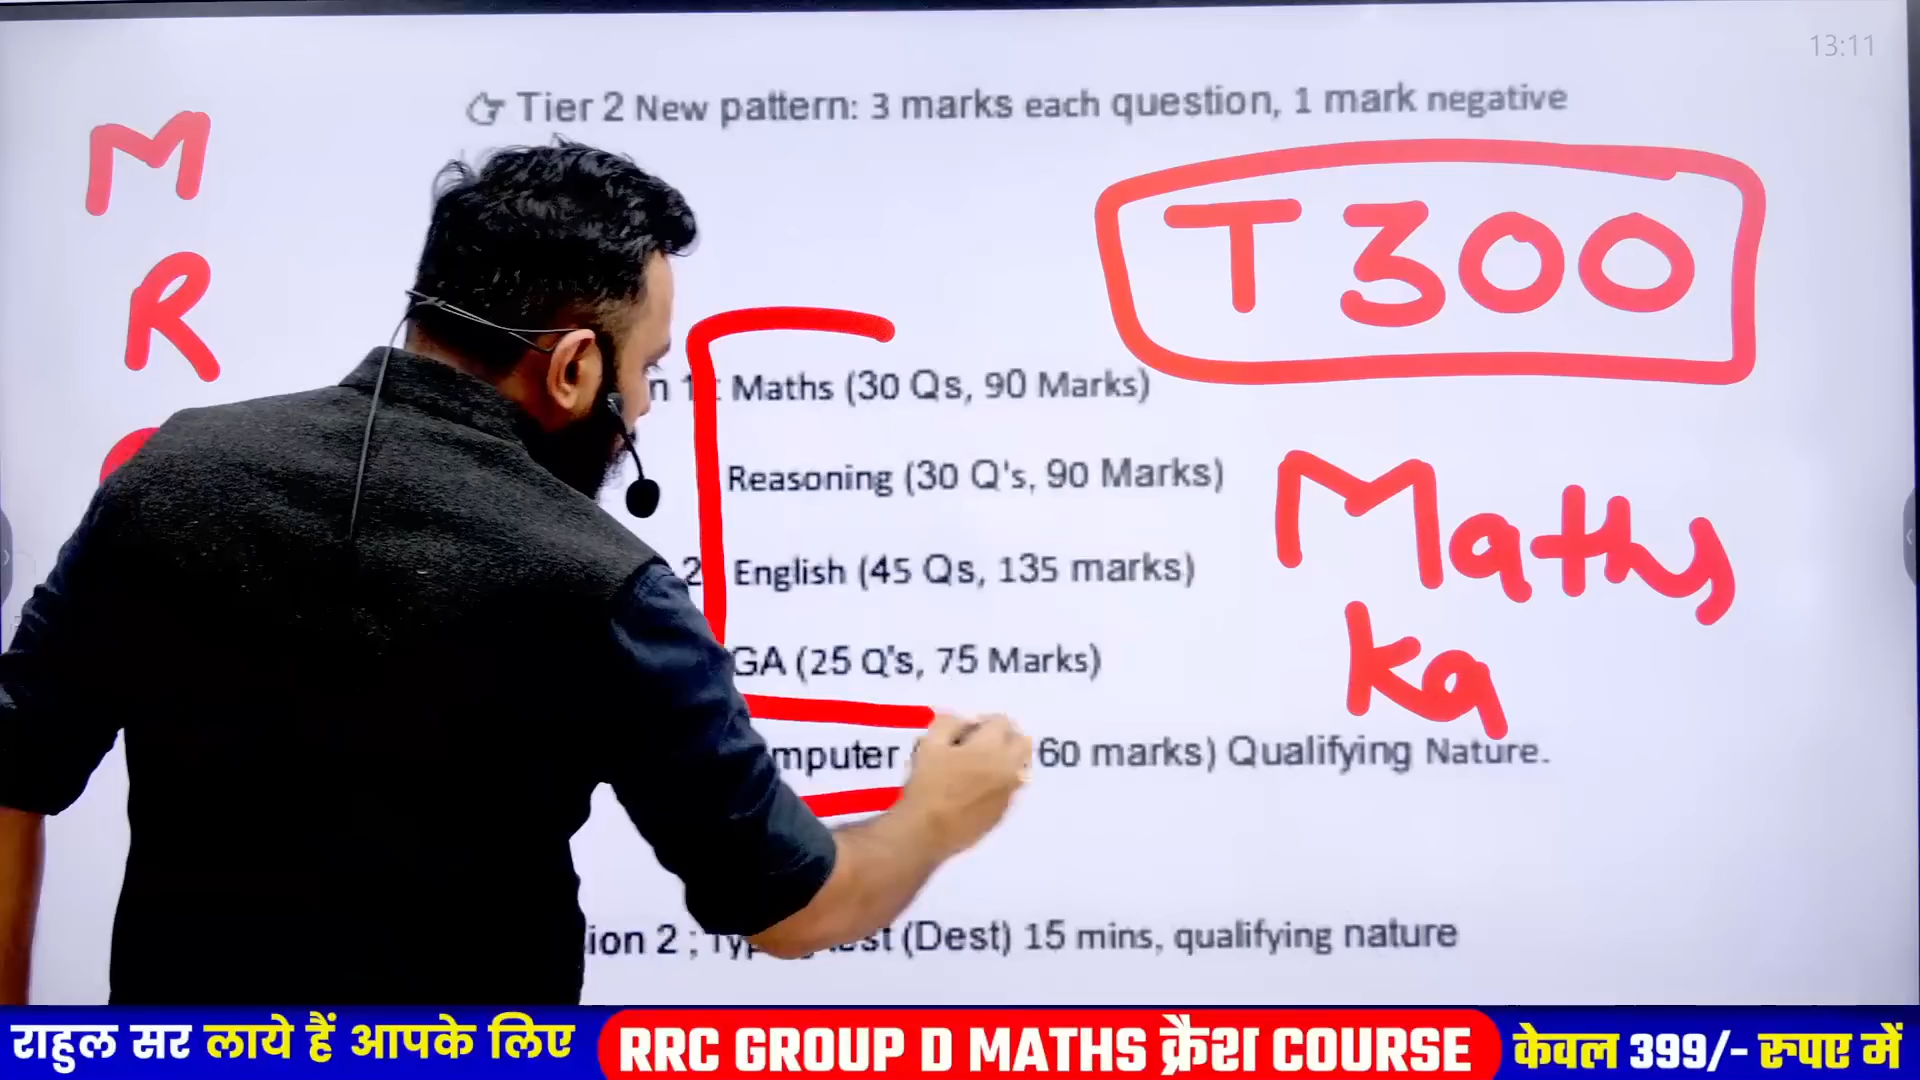 13:11
Tier 2 New pattern: 3 marks each question, 1 mark negative
M
R
T 300
n 1 : Maths (30 Qs, 90 Marks)
Reasoning (30 Q's, 90 Marks)
2 English (45 Qs, 135 marks)
GA (25 Q's, 75 Marks)
Maths
Ka
mputer ( 60 marks) Qualifying Nature.
ion 2 ; (Dest) 15 mins, qualifying nature
राहुल सर लाये हैं आपके लिए RRC GROUP D MATHS क्रैश COURSE केवल 399/- रुपए में